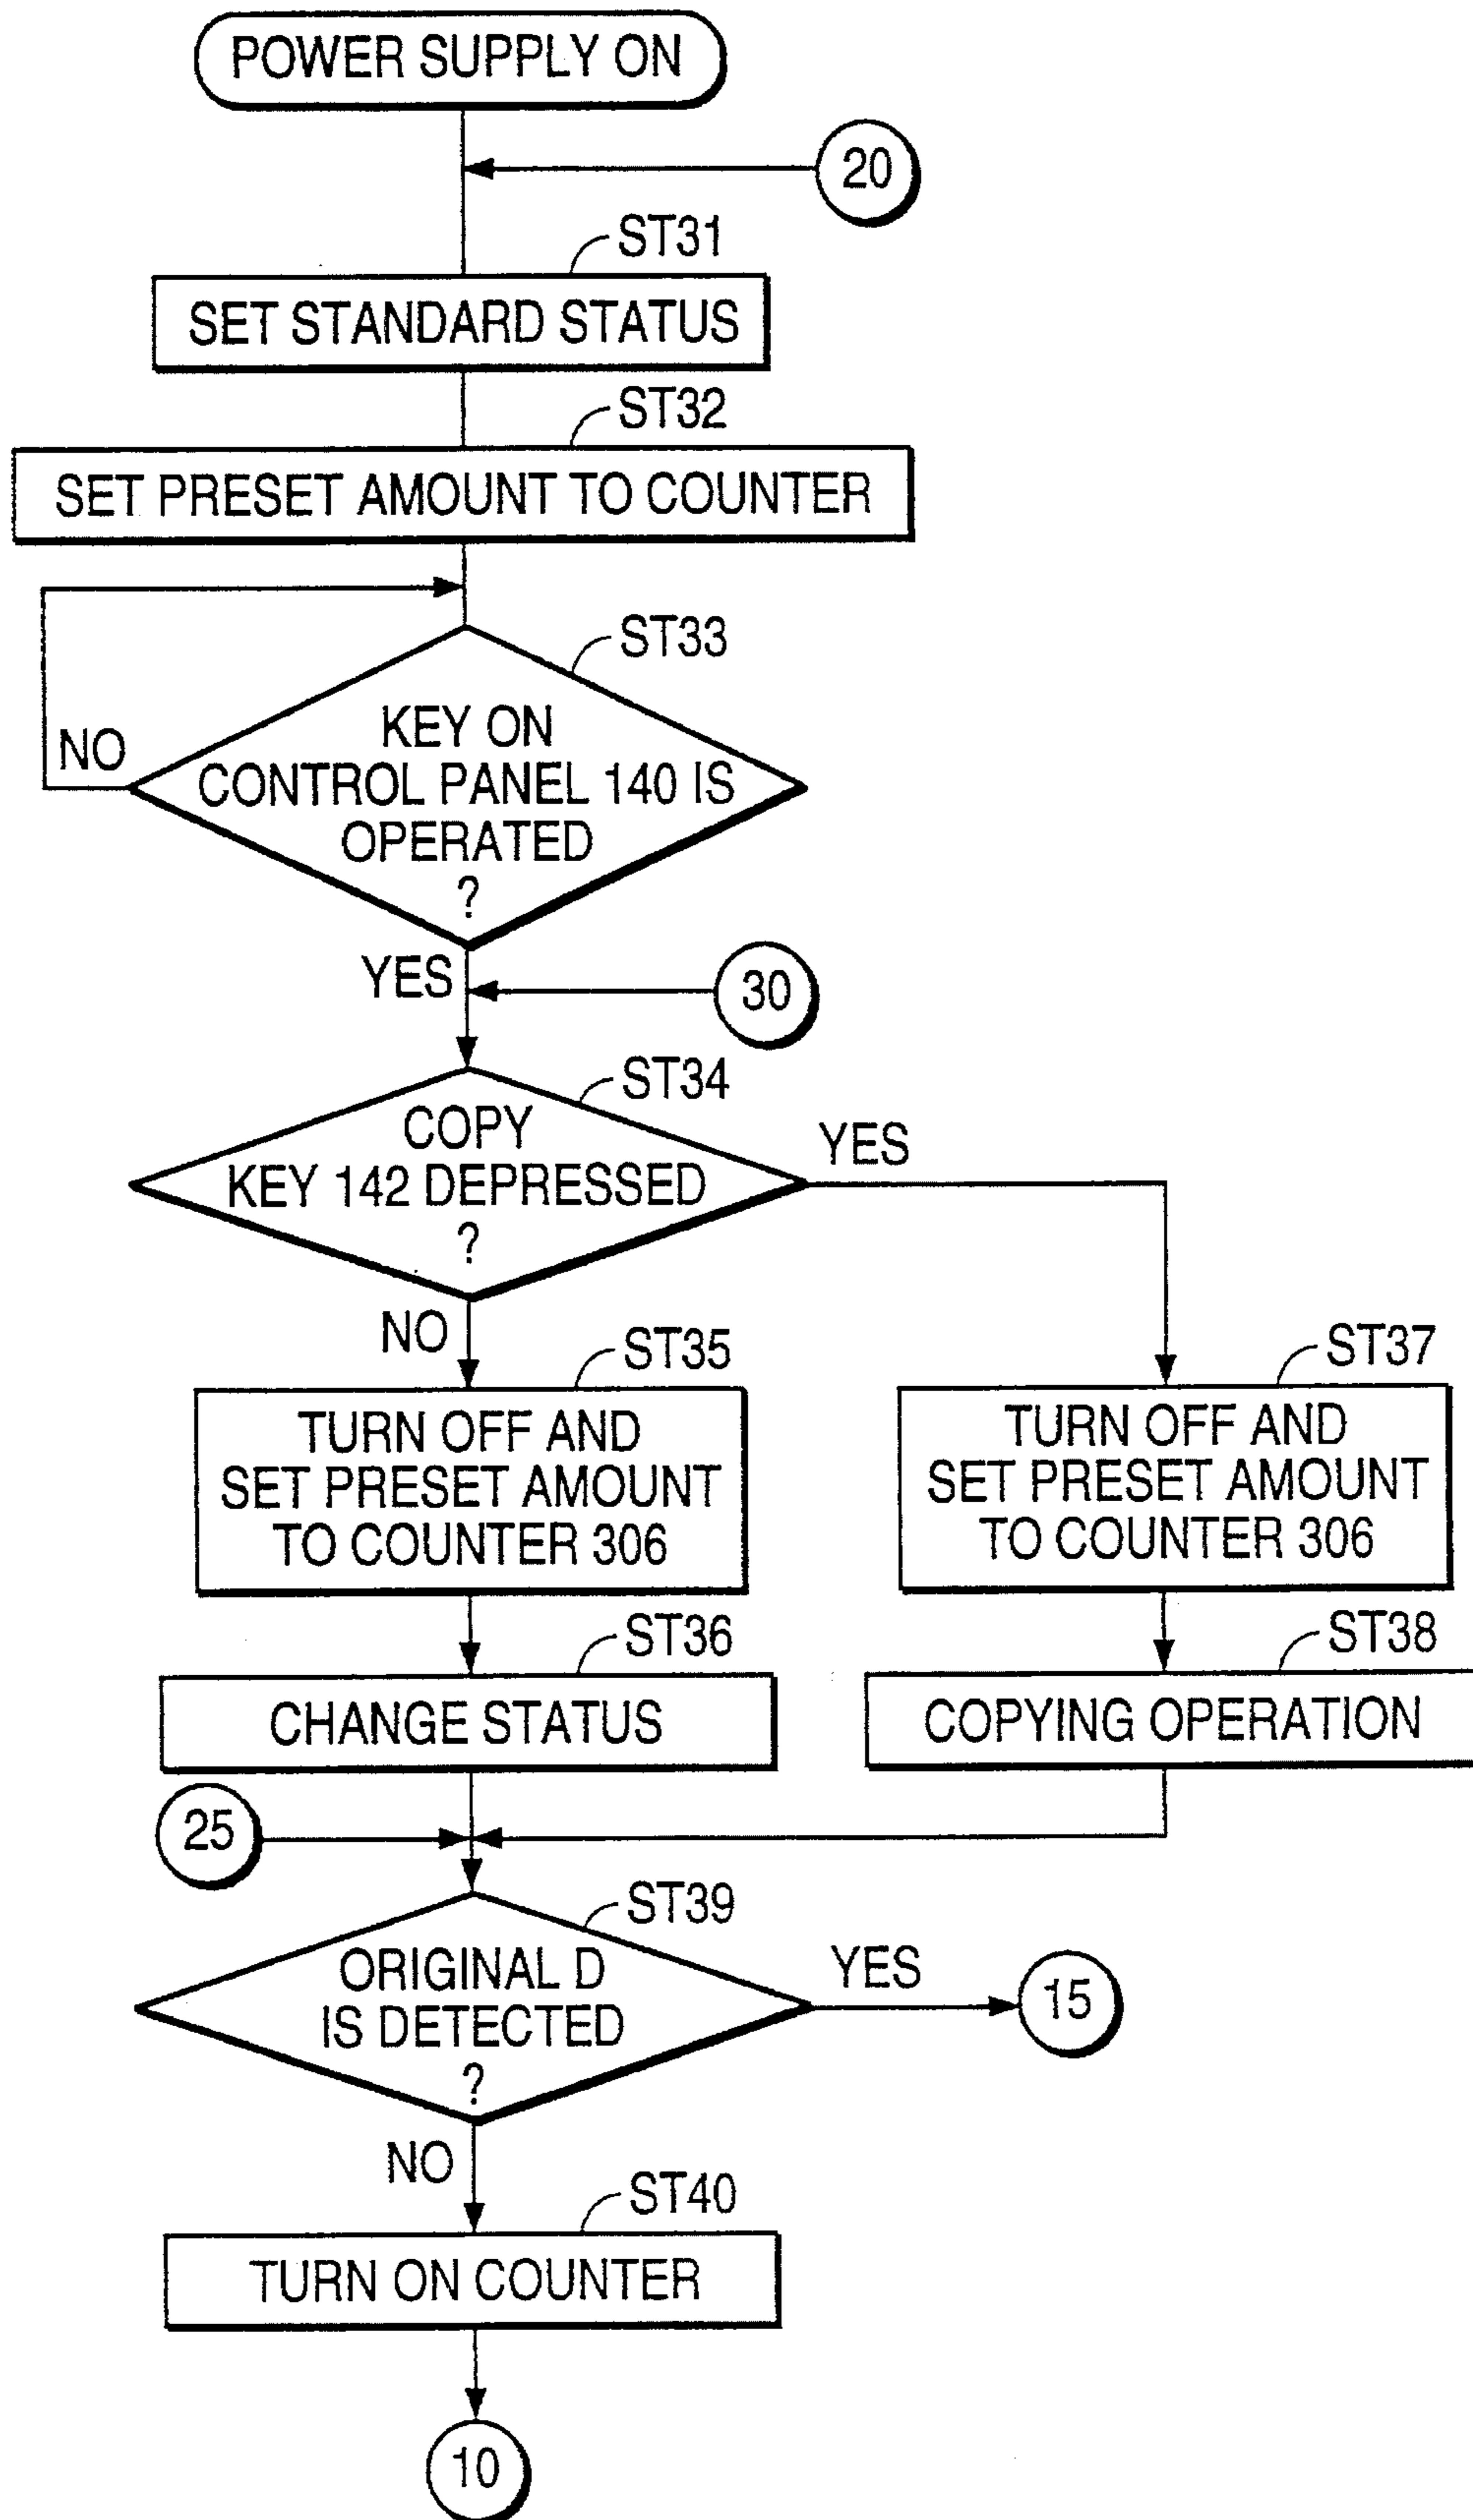 POWER SUPPLY ON
20
ST31
SET STANDARD STATUS
ST32
SET PRESET AMOUNT TO COUNTER
ST33
KEY ON
CONTROL PANEL 140 IS
OPERATED
?
NO
YES
30
ST34
COPY
KEY 142 DEPRESSED
?
YES
NO
ST35
TURN OFF AND
SET PRESET AMOUNT
TO COUNTER 306
ST37
TURN OFF AND
SET PRESET AMOUNT
TO COUNTER 306
ST36
CHANGE STATUS
ST38
COPYING OPERATION
25
ST39
ORIGINAL D
IS DETECTED
?
YES
15
NO
ST40
TURN ON COUNTER
10